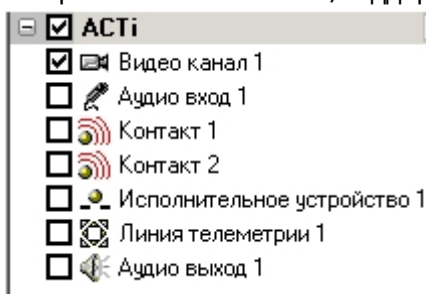 ACTi
Видео канал 1
Аудио вход 1
Контакт 1
Контакт 2
Исполнительное устройство 1
Линия телеметрии 1
Аудио выход 1